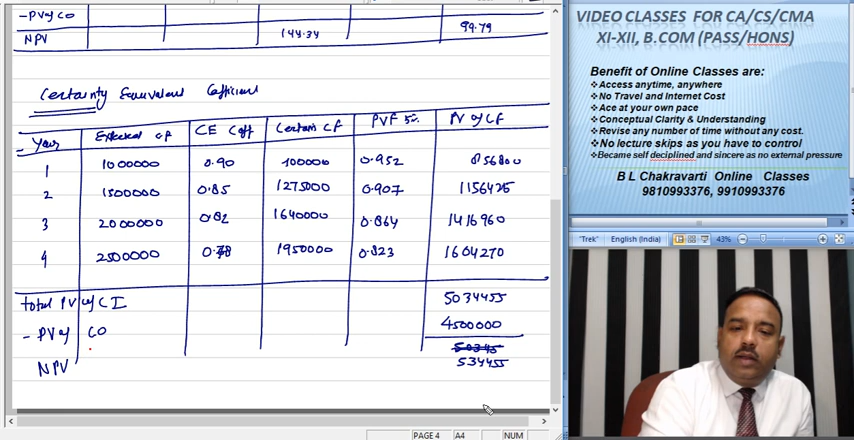 -PV of CO
NPV 144.34 99.79
Certainty Equivalent Coefficient
Year Expected CF CE Coff Certain CF PVF 5% PV of CF
1 1000000 0.90 900000 0.952 856800
2 1500000 0.85 1275000 0.907 1156425
3 2000000 0.82 1640000 0.864 1416960
4 2500000 0.78 1950000 0.823 1604270
total PV of CI 5034455
- PV of CO 4500000
50345
NPV 534455
PAGE 4 A4 NUM
VIDEO CLASSES FOR CA/CS/CMA
XI-XII, B.COM (PASS/HONS)
Benefit of Online Classes are:
❖Access anytime, anywhere
❖No Travel and Internet Cost
❖Ace at your own pace
❖Conceptual Clarity & Understanding
❖Revise any number of time without any cost.
❖No lecture skips as you have to control
❖Became self deciplined and sincere as no external pressure
B L Chakravarti Online Classes
9810993376, 9910993376
"Trek" English (India) 43%